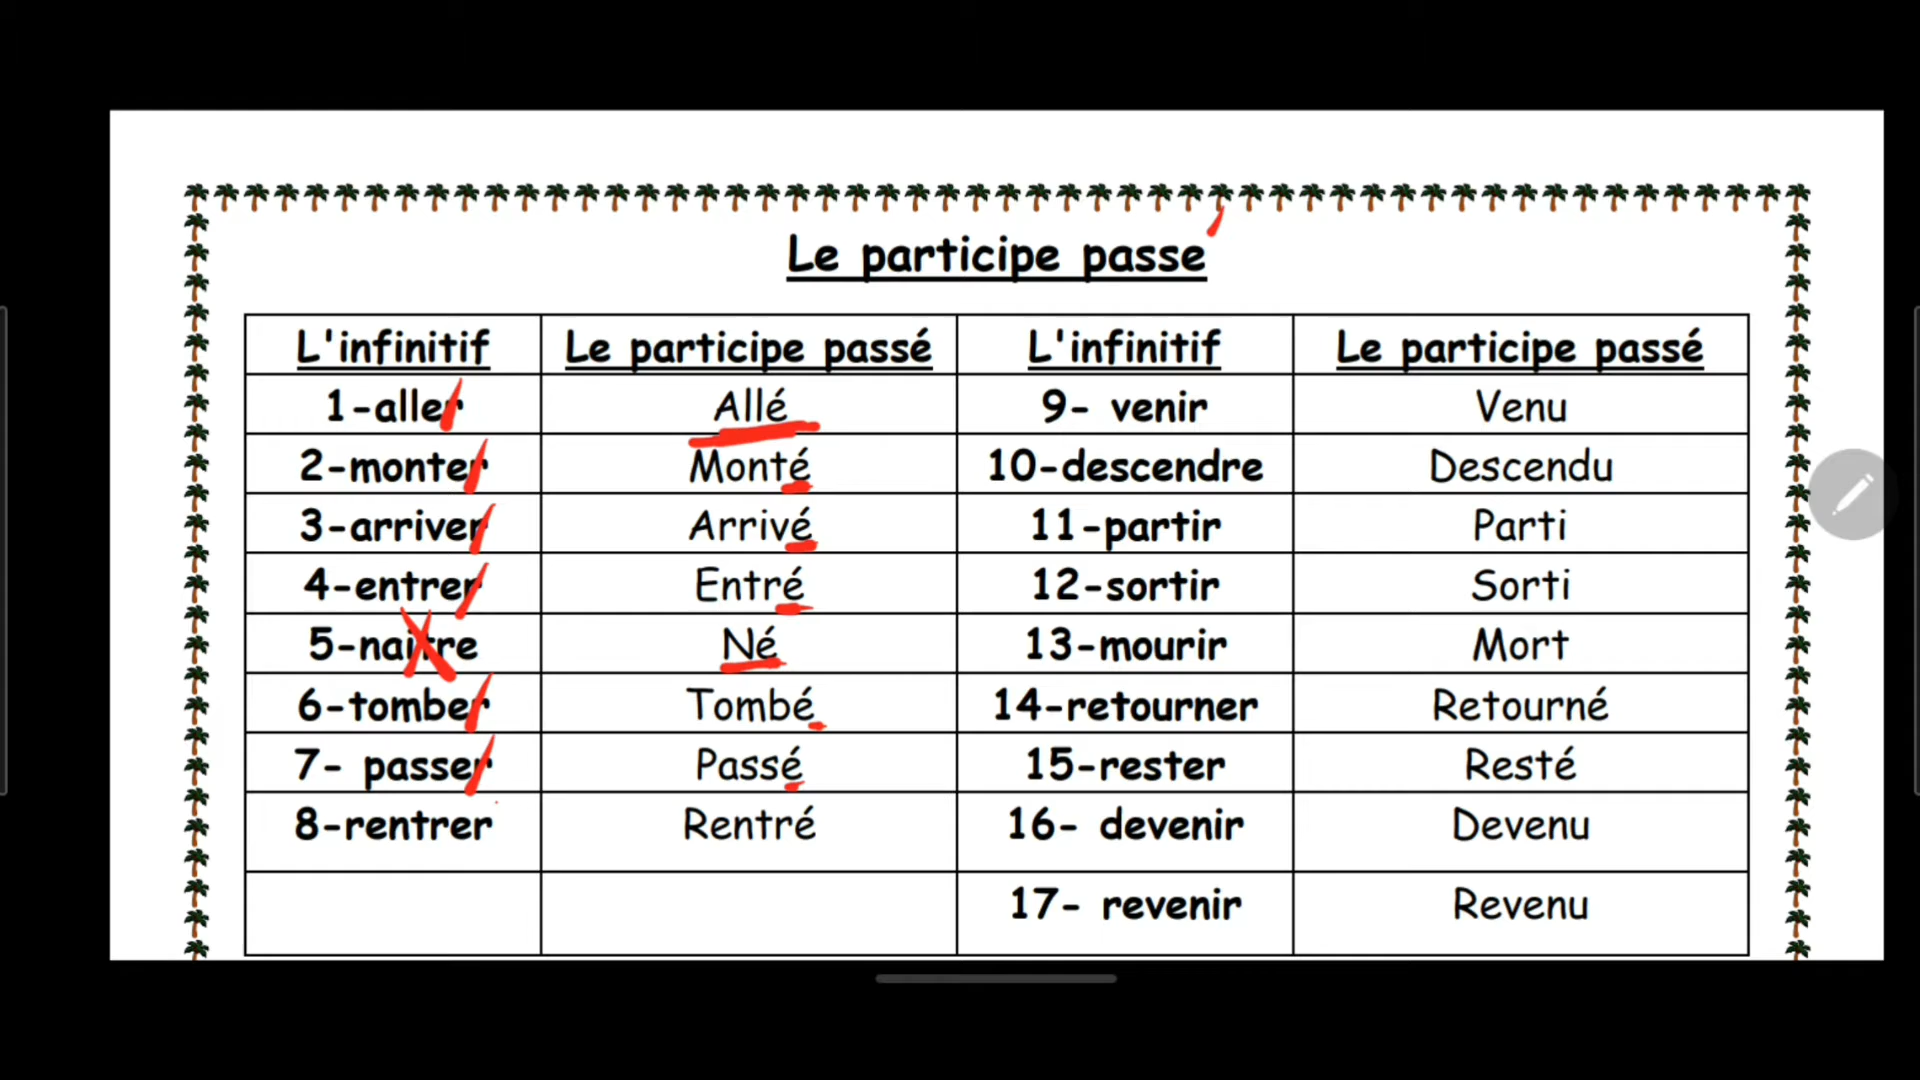 Le participe passe
L'infinitif Le participe passé L'infinitif Le participe passé
1-aller Allé 9- venir Venu
2-monter Monté 10-descendre Descendu
3-arriver Arrivé 11-partir Parti
4-entrer Entré 12-sortir Sorti
5-naitre Né 13-mourir Mort
6-tomber Tombé 14-retourner Retourné
7- passer Passé 15-rester Resté
8-rentrer Rentré 16- devenir Devenu
17- revenir Revenu